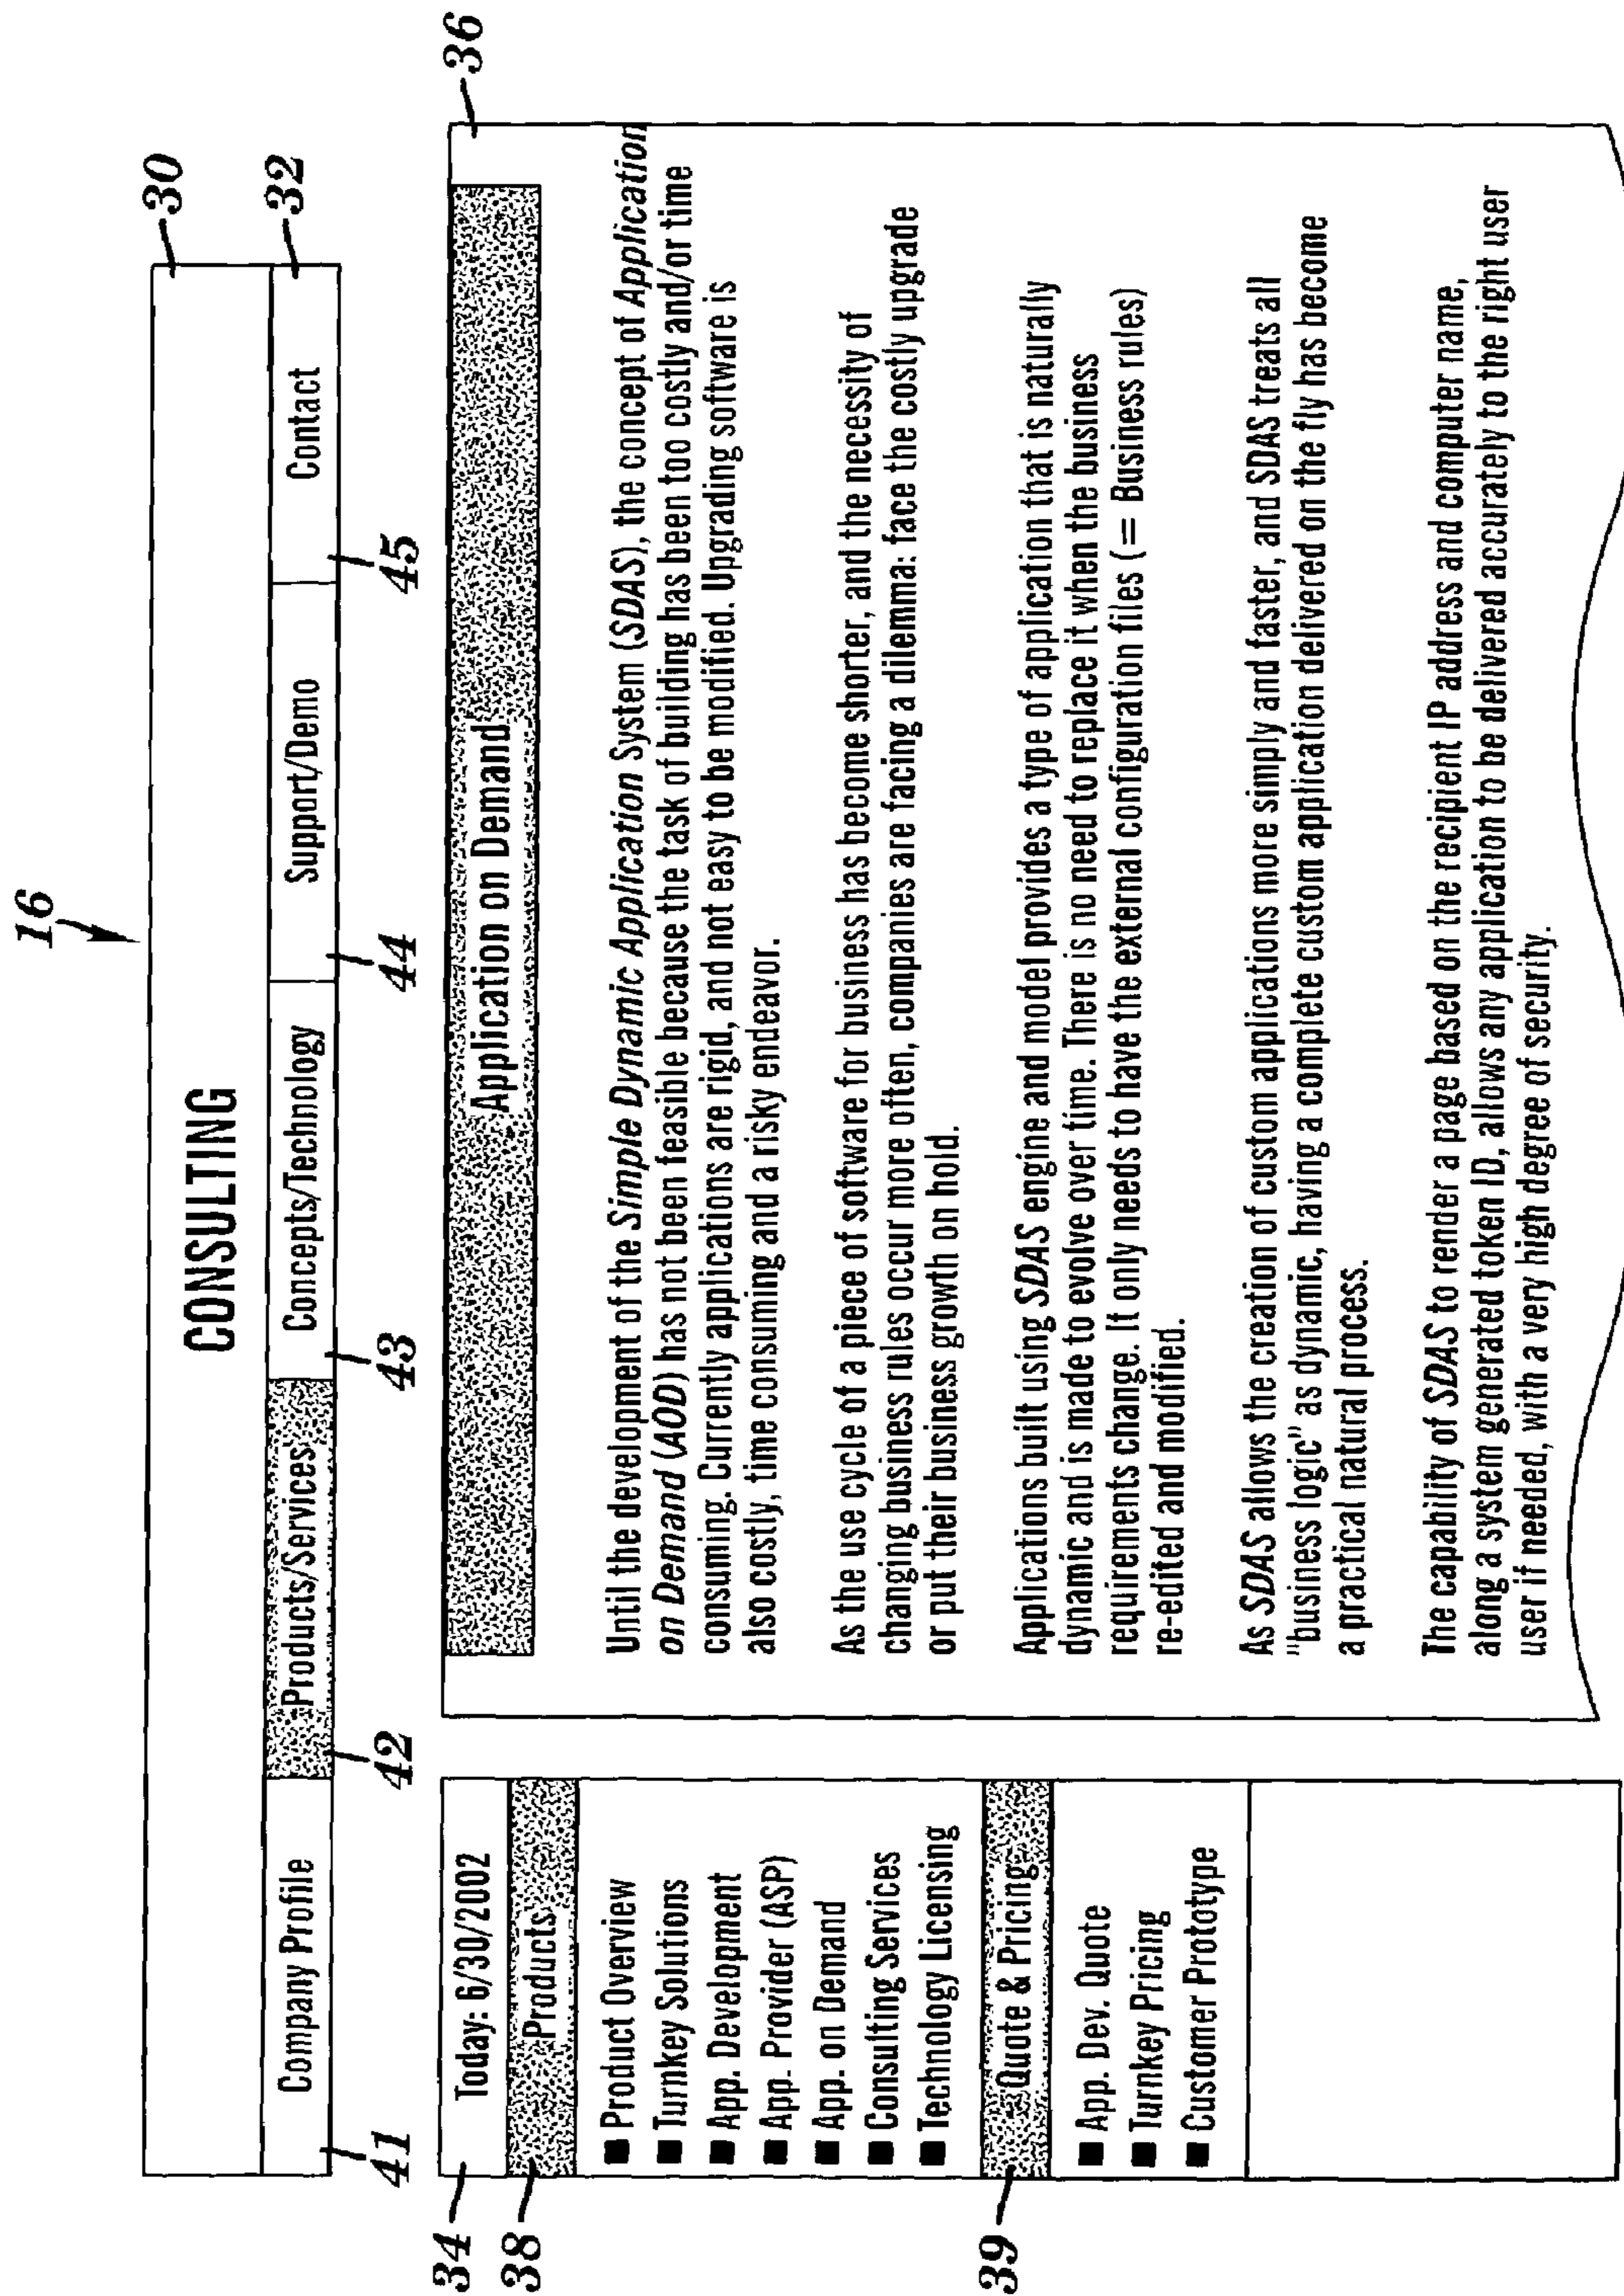 16
CONSULTING
30
Company Profile
Products/Services
Concepts/Technology
Support/Demo
Contact
32
41
42
43
44
45
34
Today: 6/30/2002
38
Products
■ Product Overview
■ Turnkey Solutions
■ App. Development
■ App. Provider (ASP)
■ App. on Demand
■ Consulting Services
■ Technology Licensing
39
Quote & Pricing
■ App. Dev. Quote
■ Turnkey Pricing
■ Customer Prototype
36
Application on Demand
Until the development of the Simple Dynamic Application System (SDAS), the concept of Application
on Demand (AOD) has not been feasible because the task of building has been too costly and/or time
consuming. Currently applications are rigid, and not easy to be modified. Upgrading software is
also costly, time consuming and a risky endeavor.
As the use cycle of a piece of software for business has become shorter, and the necessity of
changing business rules occur more often, companies are facing a dilemma: face the costly upgrade
or put their business growth on hold.
Applications built using SDAS engine and model provides a type of application that is naturally
dynamic and is made to evolve over time. There is no need to replace it when the business
requirements change. If only needs to have the external configuration files (= Business rules)
re-edited and modified.
As SDAS allows the creation of custom applications more simply and faster, and SDAS treats all
"business logic" as dynamic, having a complete custom application delivered on the fly has become
a practical natural process.
The capability of SDAS to render a page based on the recipient IP address and computer name,
along a system generated token ID, allows any application to be delivered accurately to the right user
user if needed, with a very high degree of security.